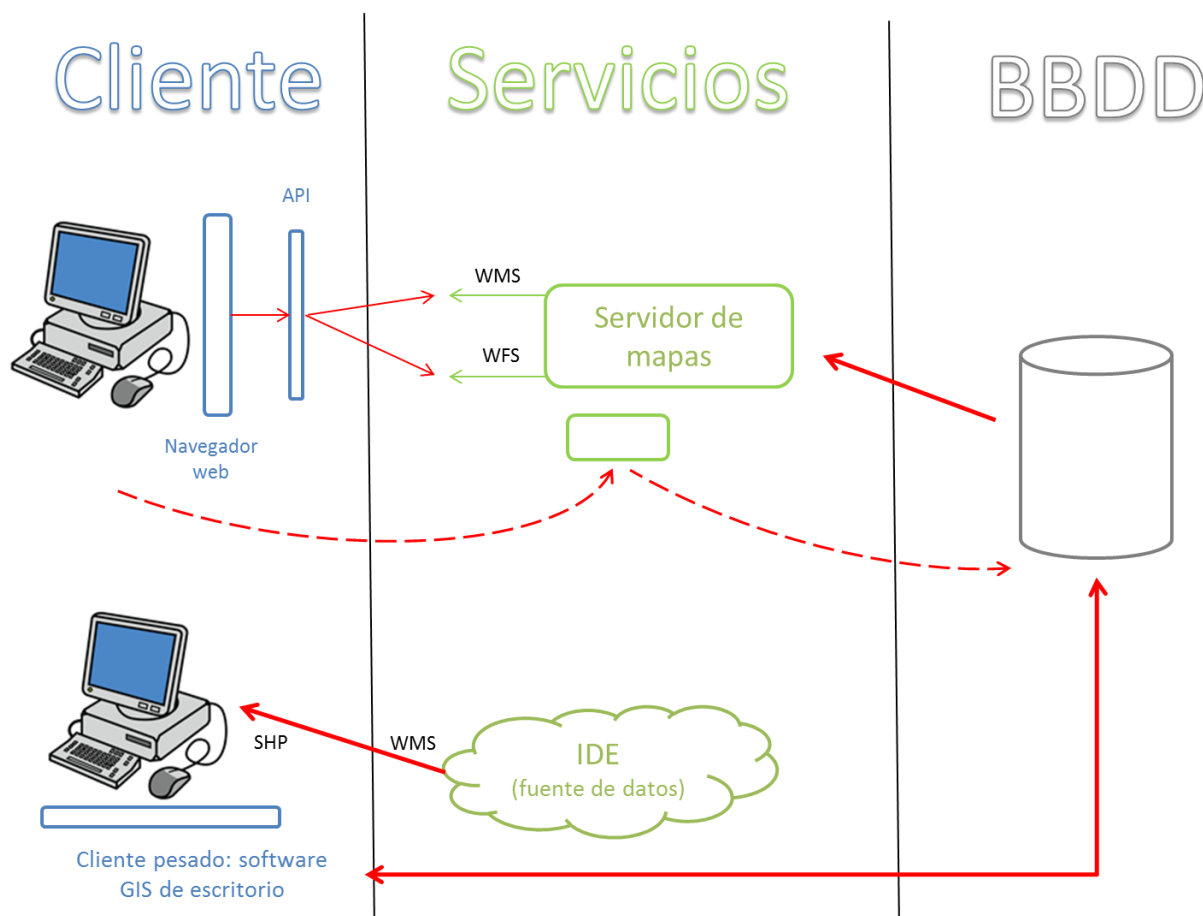 Cliente
Servicios
BBDD
API
WMS
Servidor de
mapas
WFS
Navegador
web
SHP
WMS
IDE
(fuente de datos)
Cliente pesado: software
GIS de escritorio